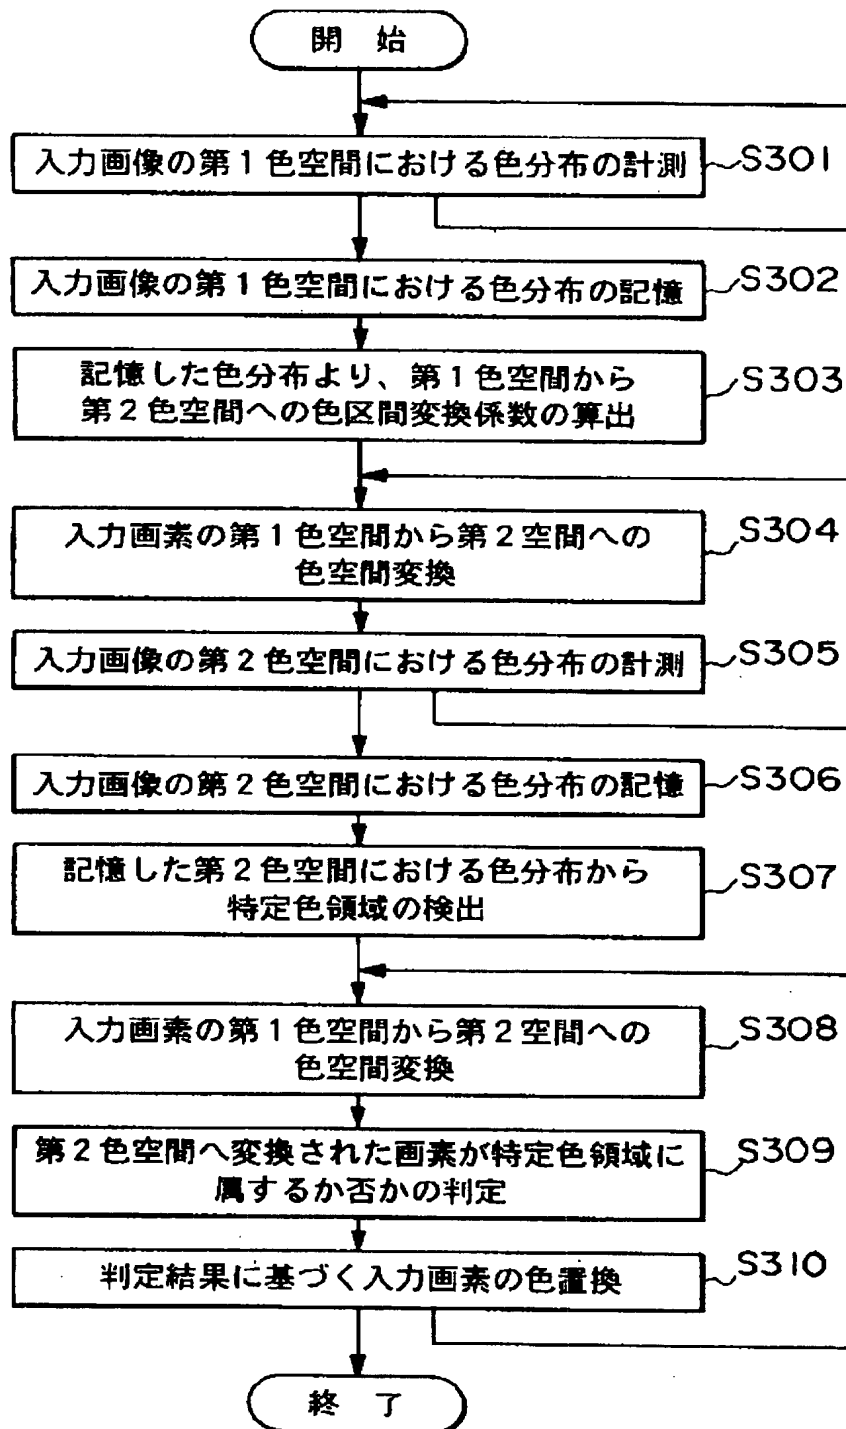 開 始
入力画像の第1色空間における色分布の計測
S301
入力画像の第1色空間における色分布の記憶
S302
記憶した色分布より、第1色空間から
第2色空間への色区間変換係数の算出
S303
入力画素の第1色空間から第2空間への
色空間変換
S304
入力画像の第2色空間における色分布の計測
S305
入力画像の第2色空間における色分布の記憶
S306
記憶した第2色空間における色分布から
特定色領域の検出
S307
入力画素の第1色空間から第2空間への
色空間変換
S308
第2色空間へ変換された画素が特定色領域に
属するか否かの判定
S309
判定結果に基づく入力画素の色置換
S310
終 了